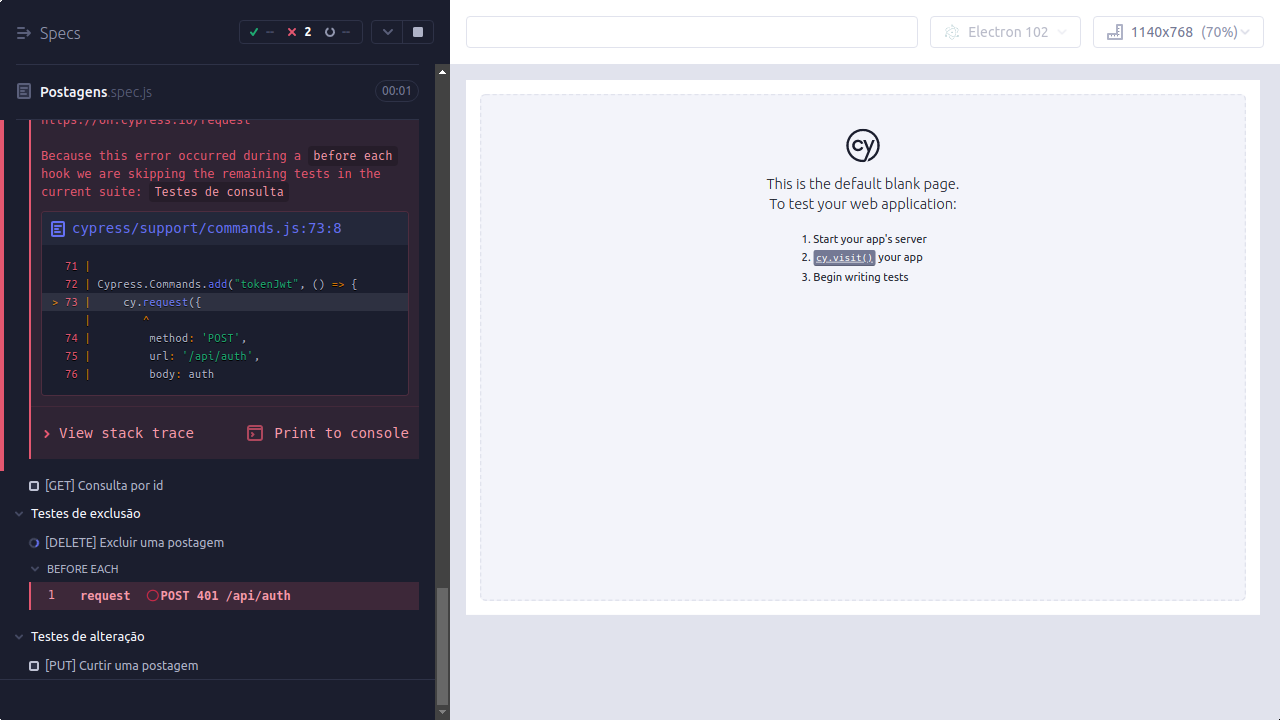 Specs
-- 2 --
Electron 102
1140x768 (70%)
Postagens.spec.js
00:01
https://on.cypress.io/request
Because this error occurred during a before each
hook we are skipping the remaining tests in the
current suite: Testes de consulta
cypress/support/commands.js:73:8
71 |
72 | Cypress.Commands.add("tokenJwt", () => {
> 73 |     cy.request({
|        ^
74 |         method: 'POST',
75 |         url: '/api/auth',
76 |         body: auth
View stack trace
Print to console
[GET] Consulta por id
Testes de exclusão
[DELETE] Excluir uma postagem
BEFORE EACH
1 request POST 401 /api/auth
Testes de alteração
[PUT] Curtir uma postagem
cy
This is the default blank page.
To test your web application:
1. Start your app's server
2. cy.visit() your app
3. Begin writing tests